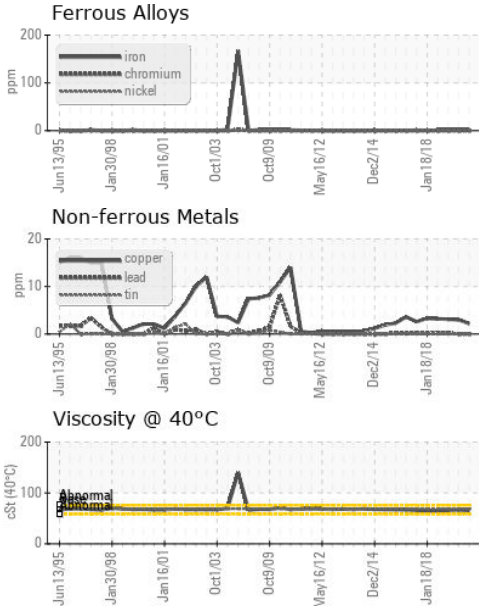 Ferrous Alloys
200
100
0
ppm
iron
chromium
nickel
Jun13/95
Jan30/98
Jan16/01
Oct1/03
Oct9/09
May16/12
Dec2/14
Jan18/18
Non-ferrous Metals
20
10
0
ppm
copper
lead
tin
Jun13/95
Jan30/98
Jan16/01
Oct1/03
Oct9/09
May16/12
Dec2/14
Jan18/18
Viscosity @ 40°C
200
100
0
cSt (40°C)
Abnormal
Base
Abnormal
Jun13/95
Jan30/98
Jan16/01
Oct1/03
Oct9/09
May16/12
Dec2/14
Jan18/18